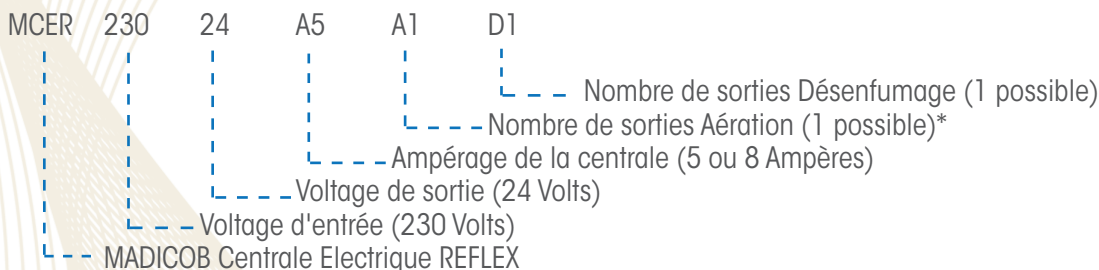 MCER 230 24 A5 A1 D1
Nombre de sorties Désenfumage (1 possible)
Nombre de sorties Aération (1 possible)*
Ampérage de la centrale (5 ou 8 Ampères)
Voltage de sortie (24 Volts)
Voltage d'entrée (230 Volts)
MADICOB Centrale Electrique REFLEX